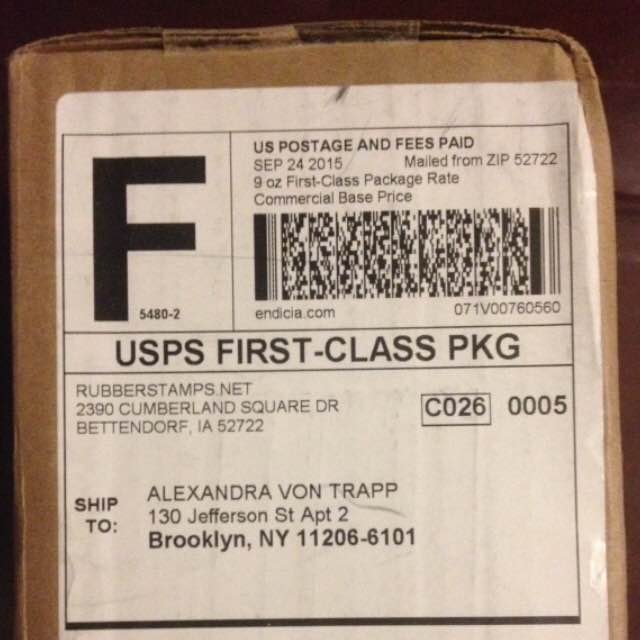 US POSTAGE AND FEES PAID
SEP 24 2015 Mailed from ZIP 52722
9 oz First-Class Package Rate
Commercial Base Price
F
5480-2
endicia.com 071V00760560
USPS FIRST-CLASS PKG
RUBBERSTAMPS.NET
2390 CUMBERLAND SQUARE DR
BETTENDORF, IA 52722
C026 0005
SHIP TO:
ALEXANDRA VON TRAPP
130 Jefferson St Apt 2
Brooklyn, NY 11206-6101